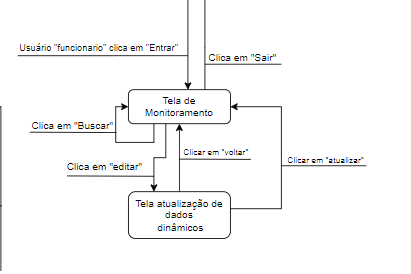 Usuário "funcionario" clica em "Entrar"
Clica em "Sair"
Tela de
Monitoramento
Clica em "Buscar"
Clicar em "voltar"
Clicar em "atualizar"
Clica em "editar"
Tela atualização de
dados
dinâmicos